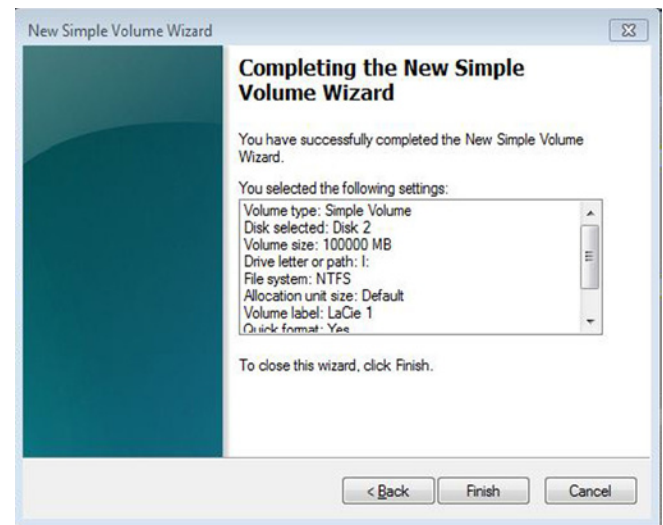 New Simple Volume Wizard
Completing the New Simple
Volume Wizard
You have successfully completed the New Simple Volume
Wizard.
You selected the following settings:
Volume type: Simple Volume
Disk selected: Disk 2
Volume size: 100000 MB
Drive letter or path: I:
File system: NTFS
Allocation unit size: Default
Volume label: LaCie 1
Quick format: Yes
To close this wizard, click Finish.
< Back Finish Cancel